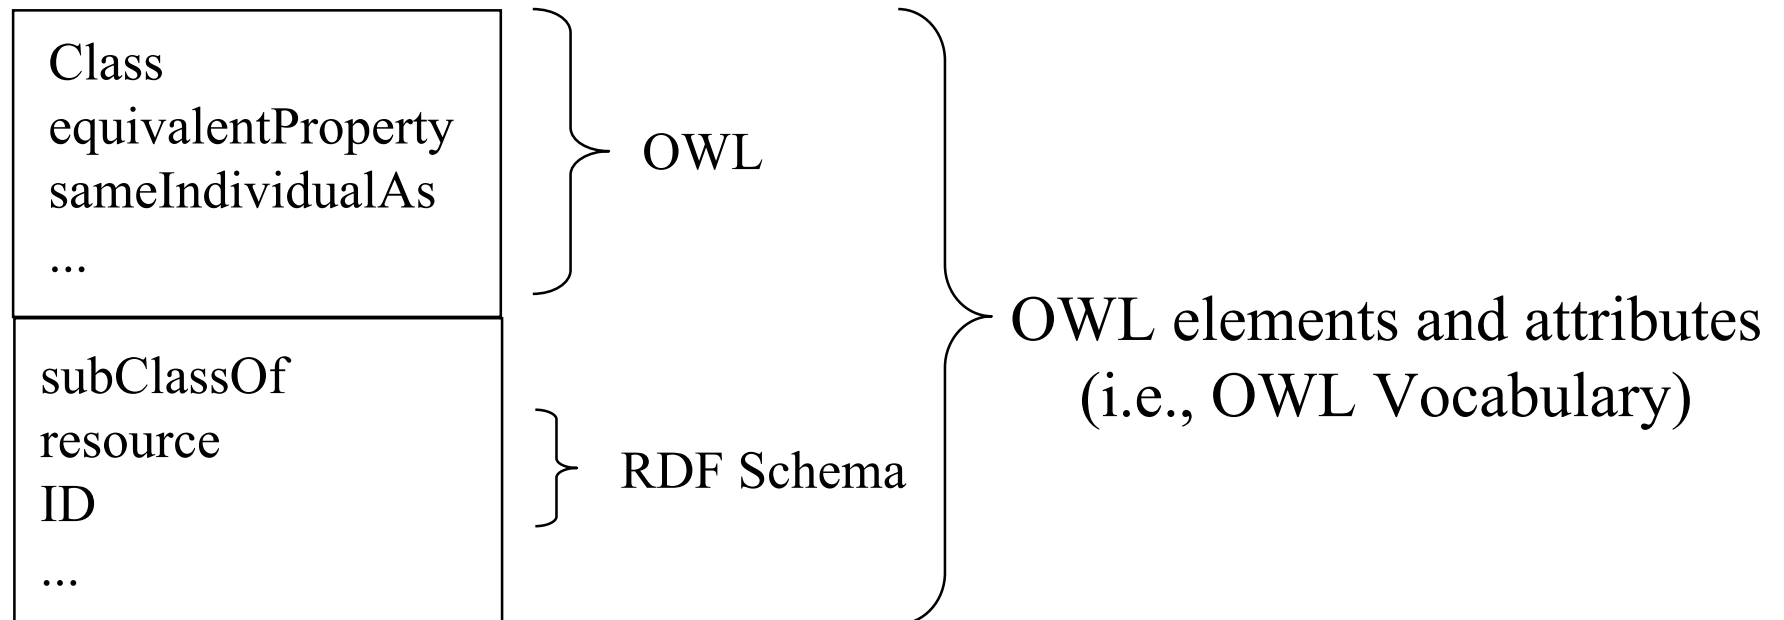 Class
equivalentProperty
sameIndividualAs
...
OWL
subClassOf
resource
ID
...
RDF Schema
OWL elements and attributes
(i.e., OWL Vocabulary)